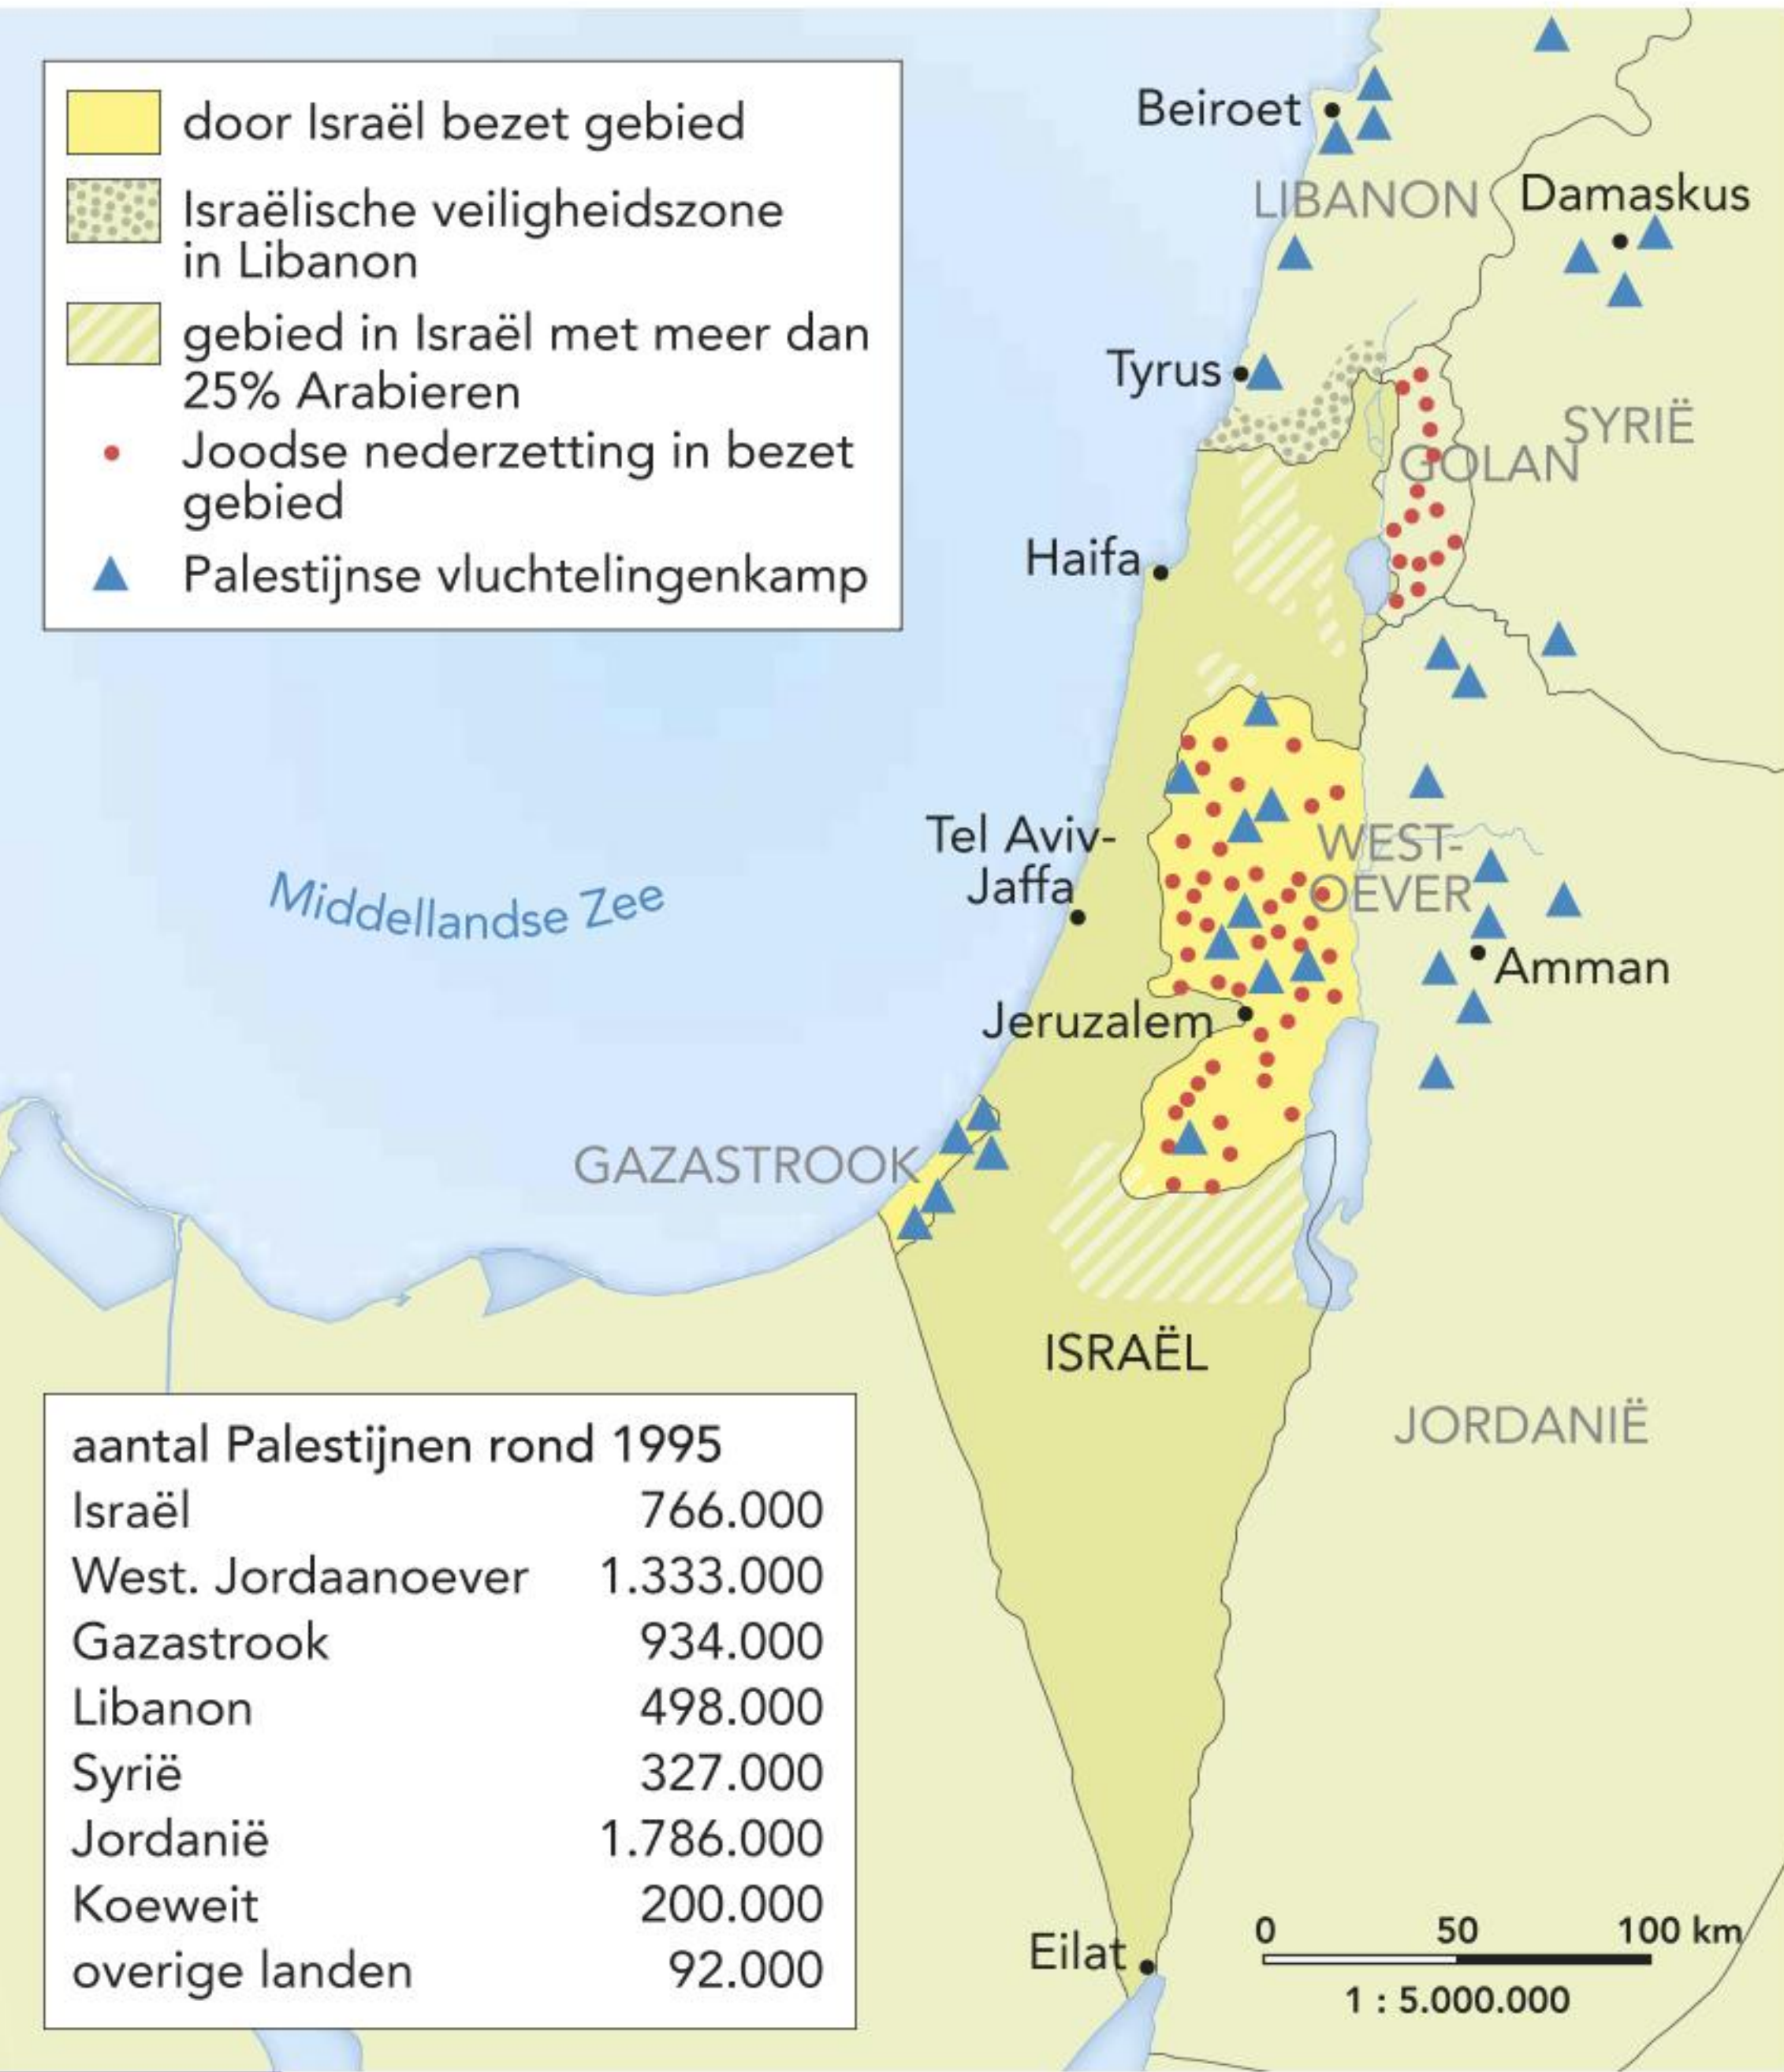 door Israël bezet gebied
Israëlische veiligheidszone
in Libanon
gebied in Israël met meer dan
25% Arabieren
Joodse nederzetting in bezet
gebied
Palestijnse vluchtelingenkamp
Beiroet
LIBANON
Damaskus
Tyrus
SYRIË
GOLAN
Haifa
Tel Aviv-
Jaffa
WEST-
OEVER
Middellandse Zee
Amman
Jeruzalem
GAZASTROOK
ISRAËL
JORDANIË
aantal Palestijnen rond 1995
Israël 766.000
West. Jordaanoever 1.333.000
Gazastrook 934.000
Libanon 498.000
Syrië 327.000
Jordanië 1.786.000
Koeweit 200.000
overige landen 92.000
Eilat
0 50 100 km
1 : 5.000.000